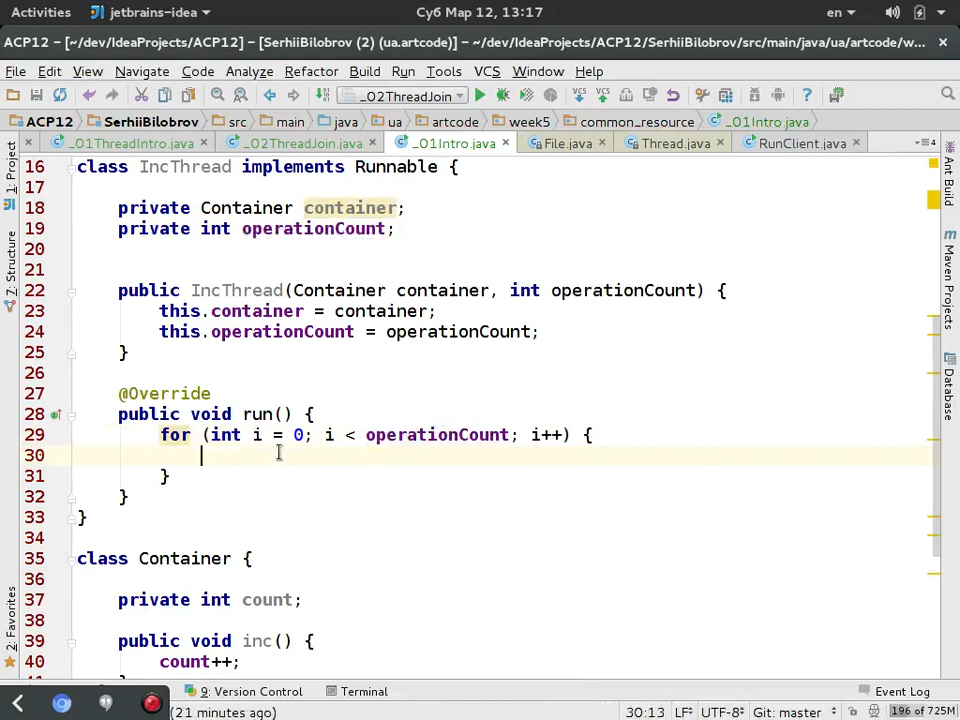 Activities jetbrains-idea Суб Мар 12, 13:17 en
ACP12 – [~/dev/IdeaProjects/ACP12] – [SerhiiBilobrov (2) (ua.artcode)] – ~/dev/IdeaProjects/ACP12/SerhiiBilobrov/src/main/java/ua/artcode/w...
File Edit View Navigate Code Analyze Refactor Build Run Tools VCS Window Help
_02ThreadJoin
ACP12 SerhiiBilobrov src main java ua artcode week5 common_resource _01Intro.java
_01ThreadIntro.java _02ThreadJoin.java _01Intro.java File.java Thread.java RunClient.java
16 class IncThread implements Runnable {
17
18 private Container container;
19 private int operationCount;
20
21
22 public IncThread(Container container, int operationCount) {
23 this.container = container;
24 this.operationCount = operationCount;
25 }
26
27 @Override
28 public void run() {
29 for (int i = 0; i < operationCount; i++) {
30
31 }
32 }
33 }
34
35 class Container {
36
37 private int count;
38
39 public void inc() {
40 count++;
1: Project
7: Structure
2: Favorites
Ant Build
Maven Projects
Database
9: Version Control Terminal Event Log
(21 minutes ago) 30:13 LF UTF-8 Git: master 196 of 725M